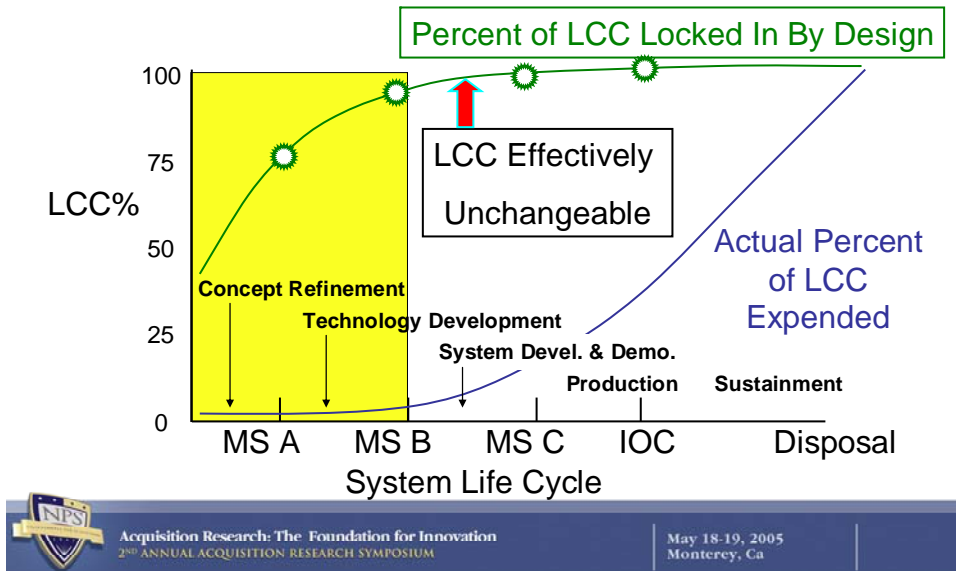 Percent of LCC Locked In By Design
100
75
LCC%
50
25
0
LCC Effectively
Unchangeable
Actual Percent
of LCC
Expended
Concept Refinement
Technology Development
System Devel. & Demo.
Production
Sustainment
MS A
MS B
MS C
IOC
Disposal
System Life Cycle
NPS
Acquisition Research: The Foundation for Innovation
2ND ANNUAL ACQUISITION RESEARCH SYMPOSIUM
May 18-19, 2005
Monterey, Ca